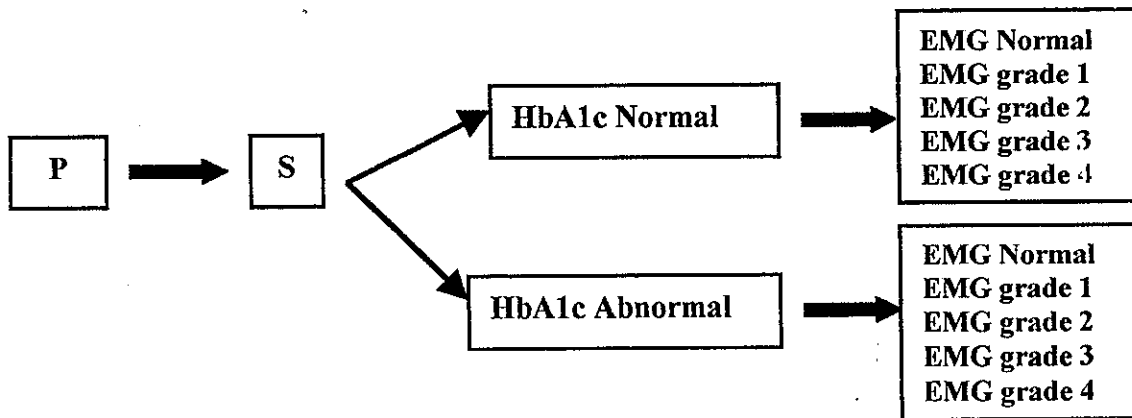 P
S
HbA1c Normal
EMG Normal
EMG grade 1
EMG grade 2
EMG grade 3
EMG grade 4
HbA1c Abnormal
EMG Normal
EMG grade 1
EMG grade 2
EMG grade 3
EMG grade 4